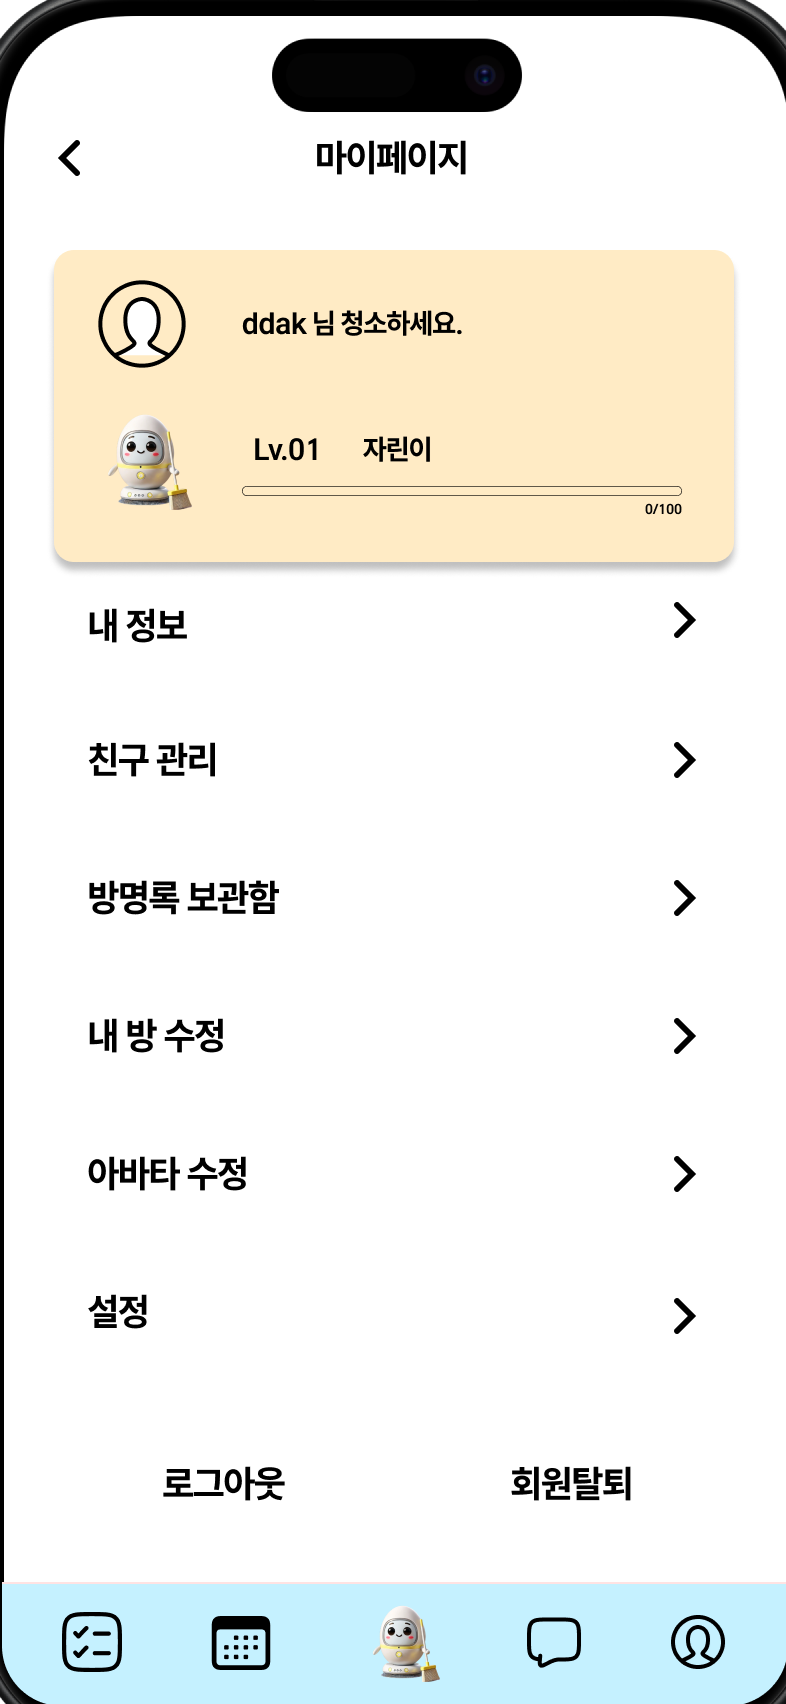 마이페이지
ddak 님 청소하세요.
Lv.01 자린이
0/100
내 정보
친구 관리
방명록 보관함
내 방 수정
아바타 수정
설정
로그아웃 회원탈퇴